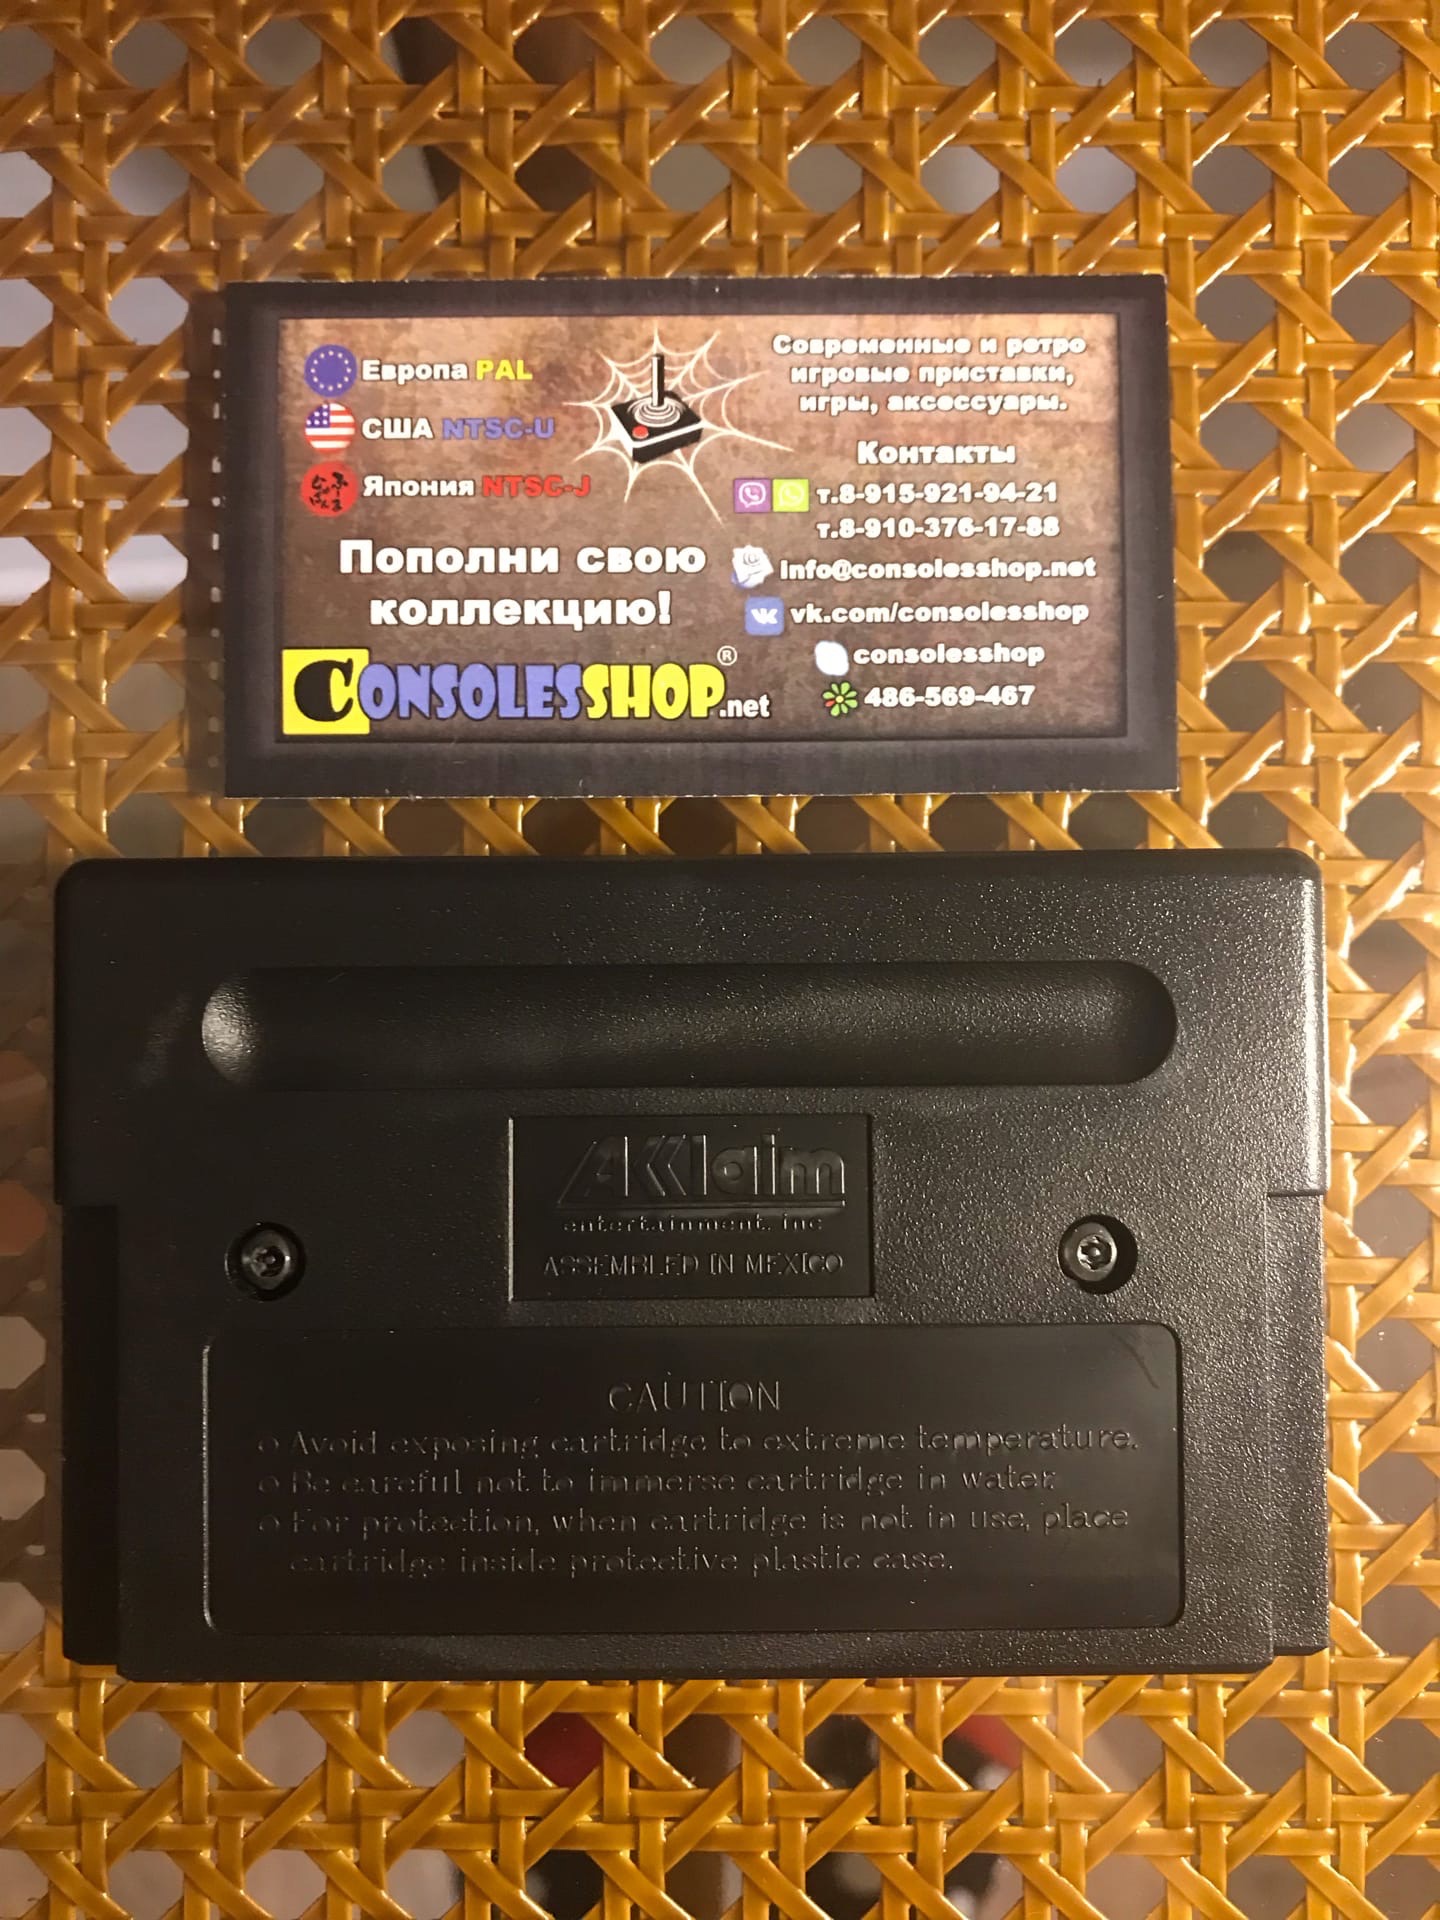 Европа PAL
США NTSC-U
Япония NTSC-J
Пополни свою
коллекцию!
CONSOLESSHOP.net
®
Современные и ретро
игровые приставки,
игры, аксессуары.
Контакты
т.8-915-921-94-21
т.8-910-376-17-88
info@consolesshop.net
vk.com/consolesshop
consolesshop
486-569-467
AKKlaim
entertainment, inc
ASSEMBLED IN MEXICO
CAUTION
o Avoid exposing cartridge to extreme temperature.
o Be careful not to immerse cartridge in water.
o For protection, when cartridge is not in use, place
cartridge inside protective plastic case.